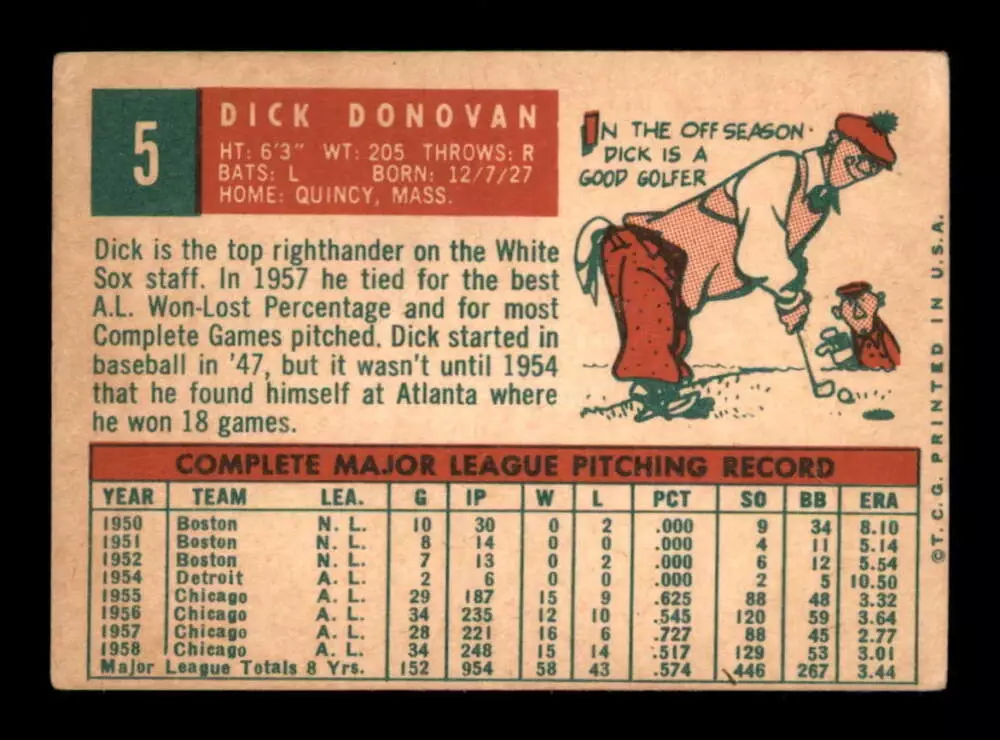 5
DICK DONOVAN
HT: 6'3" WT: 205 THROWS: R
BATS: L BORN: 12/7/27
HOME: QUINCY, MASS.
IN THE OFF SEASON·
DICK IS A
GOOD GOLFER
Dick is the top righthander on the White
Sox staff. In 1957 he tied for the best
A.L. Won-Lost Percentage and for most
Complete Games pitched. Dick started in
baseball in '47, but it wasn't until 1954
that he found himself at Atlanta where
he won 18 games.
COMPLETE MAJOR LEAGUE PITCHING RECORD
YEAR TEAM LEA. G IP W L PCT SO BB ERA
1950 Boston N. L. 10 30 0 2 .000 9 34 8.10
1951 Boston N. L. 8 14 0 0 .000 4 11 5.14
1952 Boston N. L. 7 13 0 2 .000 6 12 5.54
1954 Detroit A. L. 2 6 0 0 .000 2 5 10.50
1955 Chicago A. L. 29 187 15 9 .625 88 48 3.32
1956 Chicago A. L. 34 235 12 10 .545 120 59 3.64
1957 Chicago A. L. 28 221 16 6 .727 88 45 2.77
1958 Chicago A. L. 34 248 15 14 .517 129 53 3.01
Major League Totals 8 Yrs. 152 954 58 43 .574 446 267 3.44
©T. C. G. PRINTED IN U.S.A.